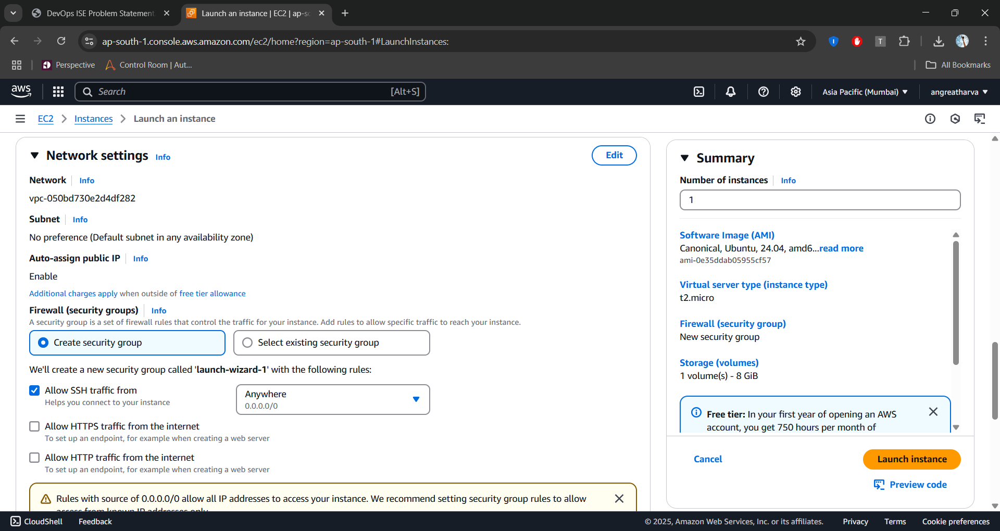 DevOps ISE Problem Statement
Launch an instance | EC2 | ap-so
ap-south-1.console.aws.amazon.com/ec2/home?region=ap-south-1#LaunchInstances:
T
Perspective
Control Room | Aut...
All Bookmarks
aws
Search
[Alt+S]
Asia Pacific (Mumbai)
angreatharva
EC2
Instances
Launch an instance
Network settings Info
Edit
Network
Info
vpc-050bd730e2d4df282
Subnet
Info
No preference (Default subnet in any availability zone)
Auto-assign public IP
Info
Enable
Additional charges apply when outside of free tier allowance
Firewall (security groups)
Info
A security group is a set of firewall rules that control the traffic for your instance. Add rules to allow specific traffic to reach your instance.
Create security group
Select existing security group
We'll create a new security group called 'launch-wizard-1' with the following rules:
Allow SSH traffic from
Helps you connect to your instance
Anywhere
0.0.0.0/0
Allow HTTPS traffic from the internet
To set up an endpoint, for example when creating a web server
Allow HTTP traffic from the internet
To set up an endpoint, for example when creating a web server
Rules with source of 0.0.0.0/0 allow all IP addresses to access your instance. We recommend setting security group rules to allow
access from known IP addresses only.
Summary
Number of instances
Info
1
Software Image (AMI)
Canonical, Ubuntu, 24.04, amd6...read more
ami-0e35ddab05955cf57
Virtual server type (instance type)
t2.micro
Firewall (security group)
New security group
Storage (volumes)
1 volume(s) - 8 GiB
Free tier: In your first year of opening an AWS
account, you get 750 hours per month of
Cancel
Launch instance
Preview code
CloudShell
Feedback
© 2025, Amazon Web Services, Inc. or its affiliates.
Privacy
Terms
Cookie preferences